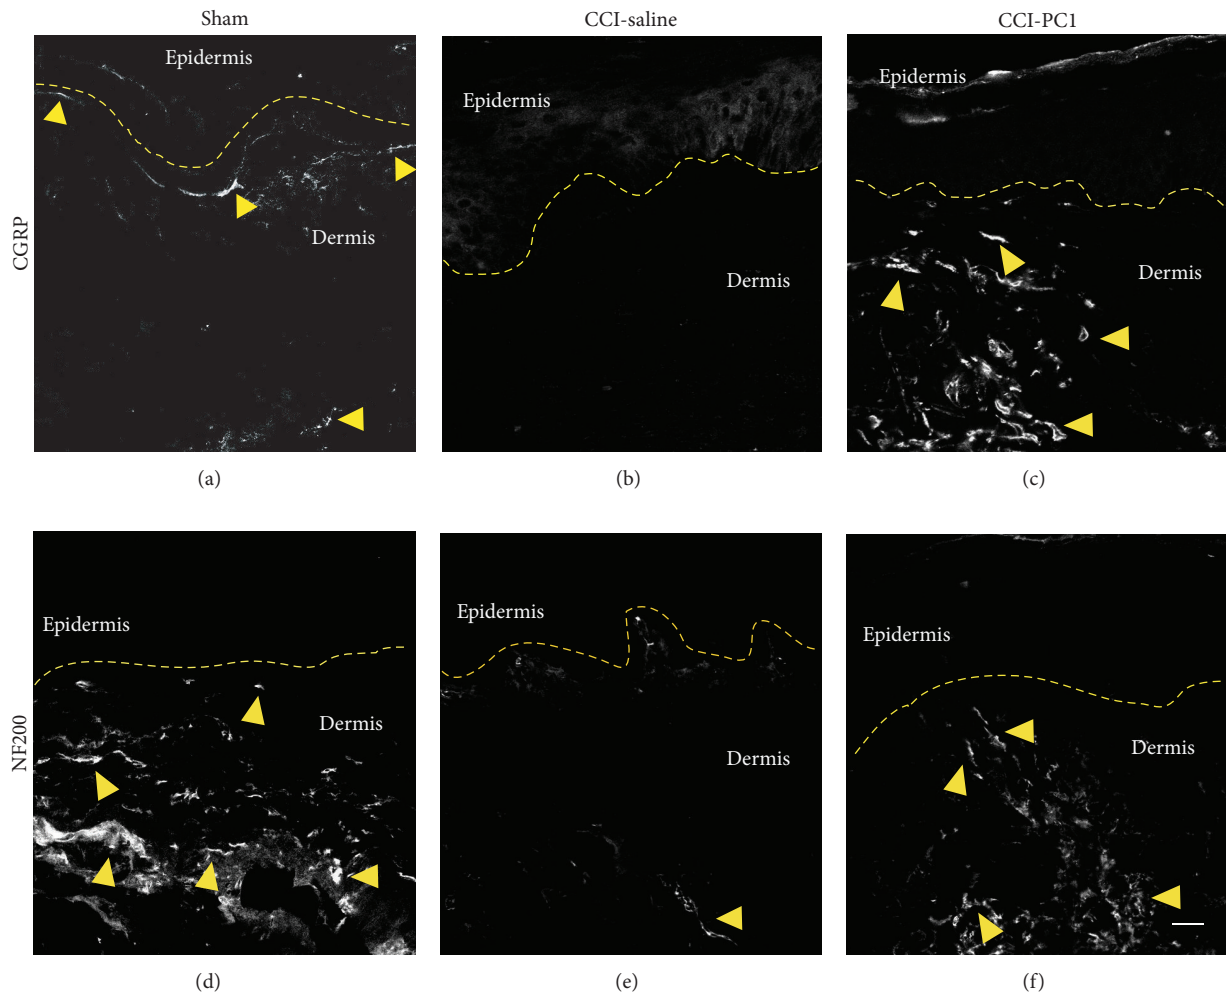 Sham
CCI-saline
CCI-PC1
CGRP
Epidermis
Dermis
Epidermis
Dermis
Epidermis
Dermis
(a)
(b)
(c)
NF200
Epidermis
Dermis
Epidermis
Dermis
Epidermis
Dermis
(d)
(e)
(f)